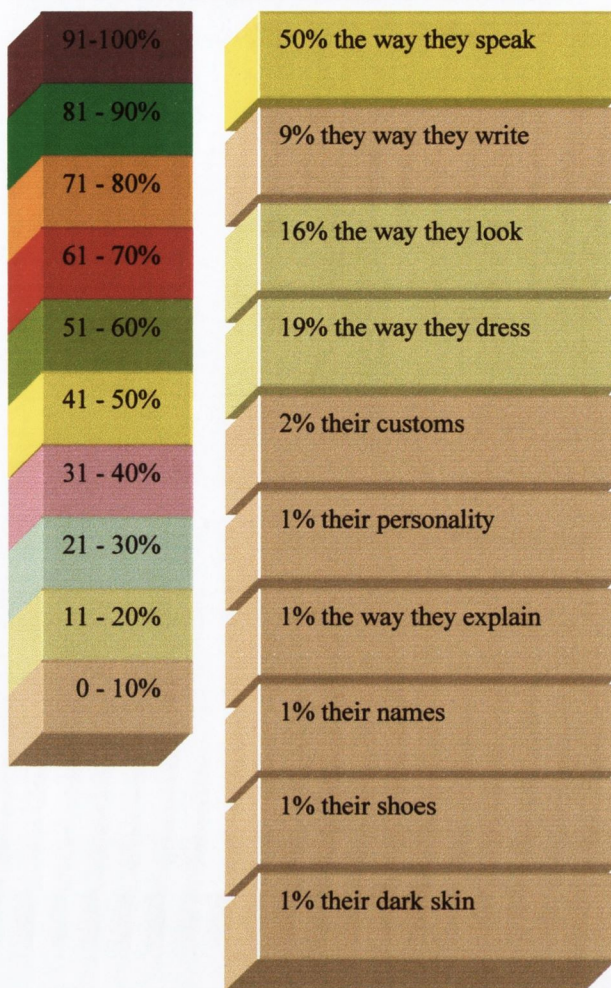 91-100%
81 - 90%
71 - 80%
61 - 70%
51 - 60%
41 - 50%
31 - 40%
21 - 30%
11 - 20%
0 - 10%
50% the way they speak
9% they way they write
16% the way they look
19% the way they dress
2% their customs
1% their personality
1% the way they explain
1% their names
1% their shoes
1% their dark skin